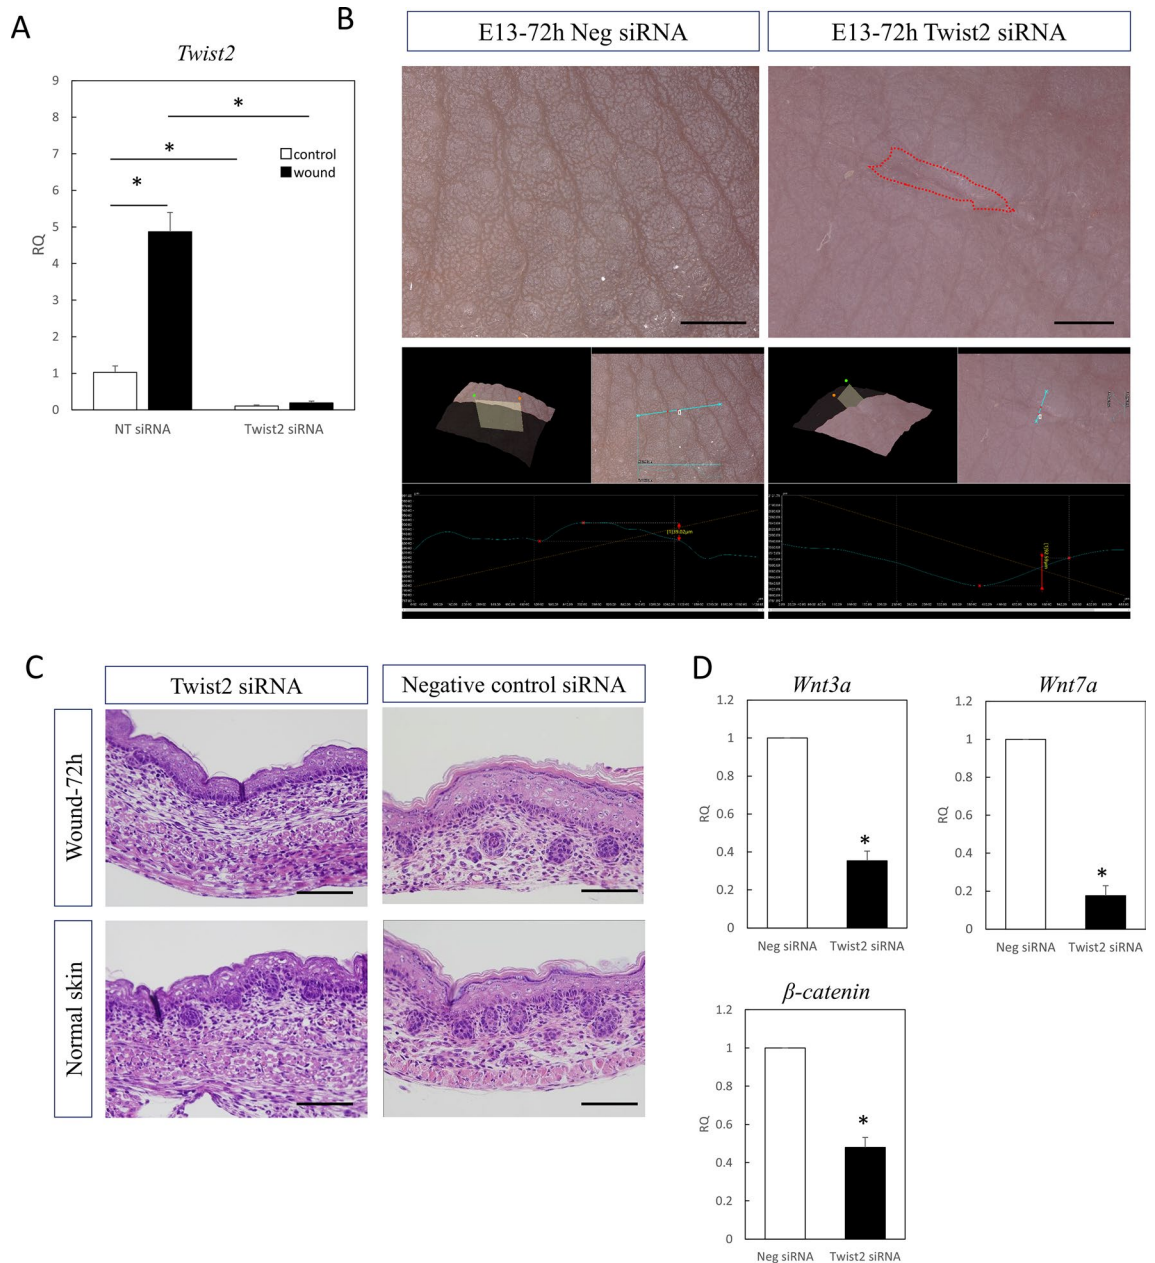 A
Twist2
9
8
7
6
5
4
3
2
1
0
RQ
control
wound
*
*
*
NT siRNA
Twist2 siRNA
B
E13-72h Neg siRNA
E13-72h Twist2 siRNA
C
Twist2 siRNA
Negative control siRNA
Wound-72h
Normal skin
D
Wnt3a
1.2
1
0.8
0.6
0.4
0.2
0
RQ
*
Neg siRNA
Twist2 siRNA
Wnt7a
1.2
1
0.8
0.6
0.4
0.2
0
RQ
*
Neg siRNA
Twist2 siRNA
β-catenin
1.2
1
0.8
0.6
0.4
0.2
0
RQ
*
Neg siRNA
Twist2 siRNA